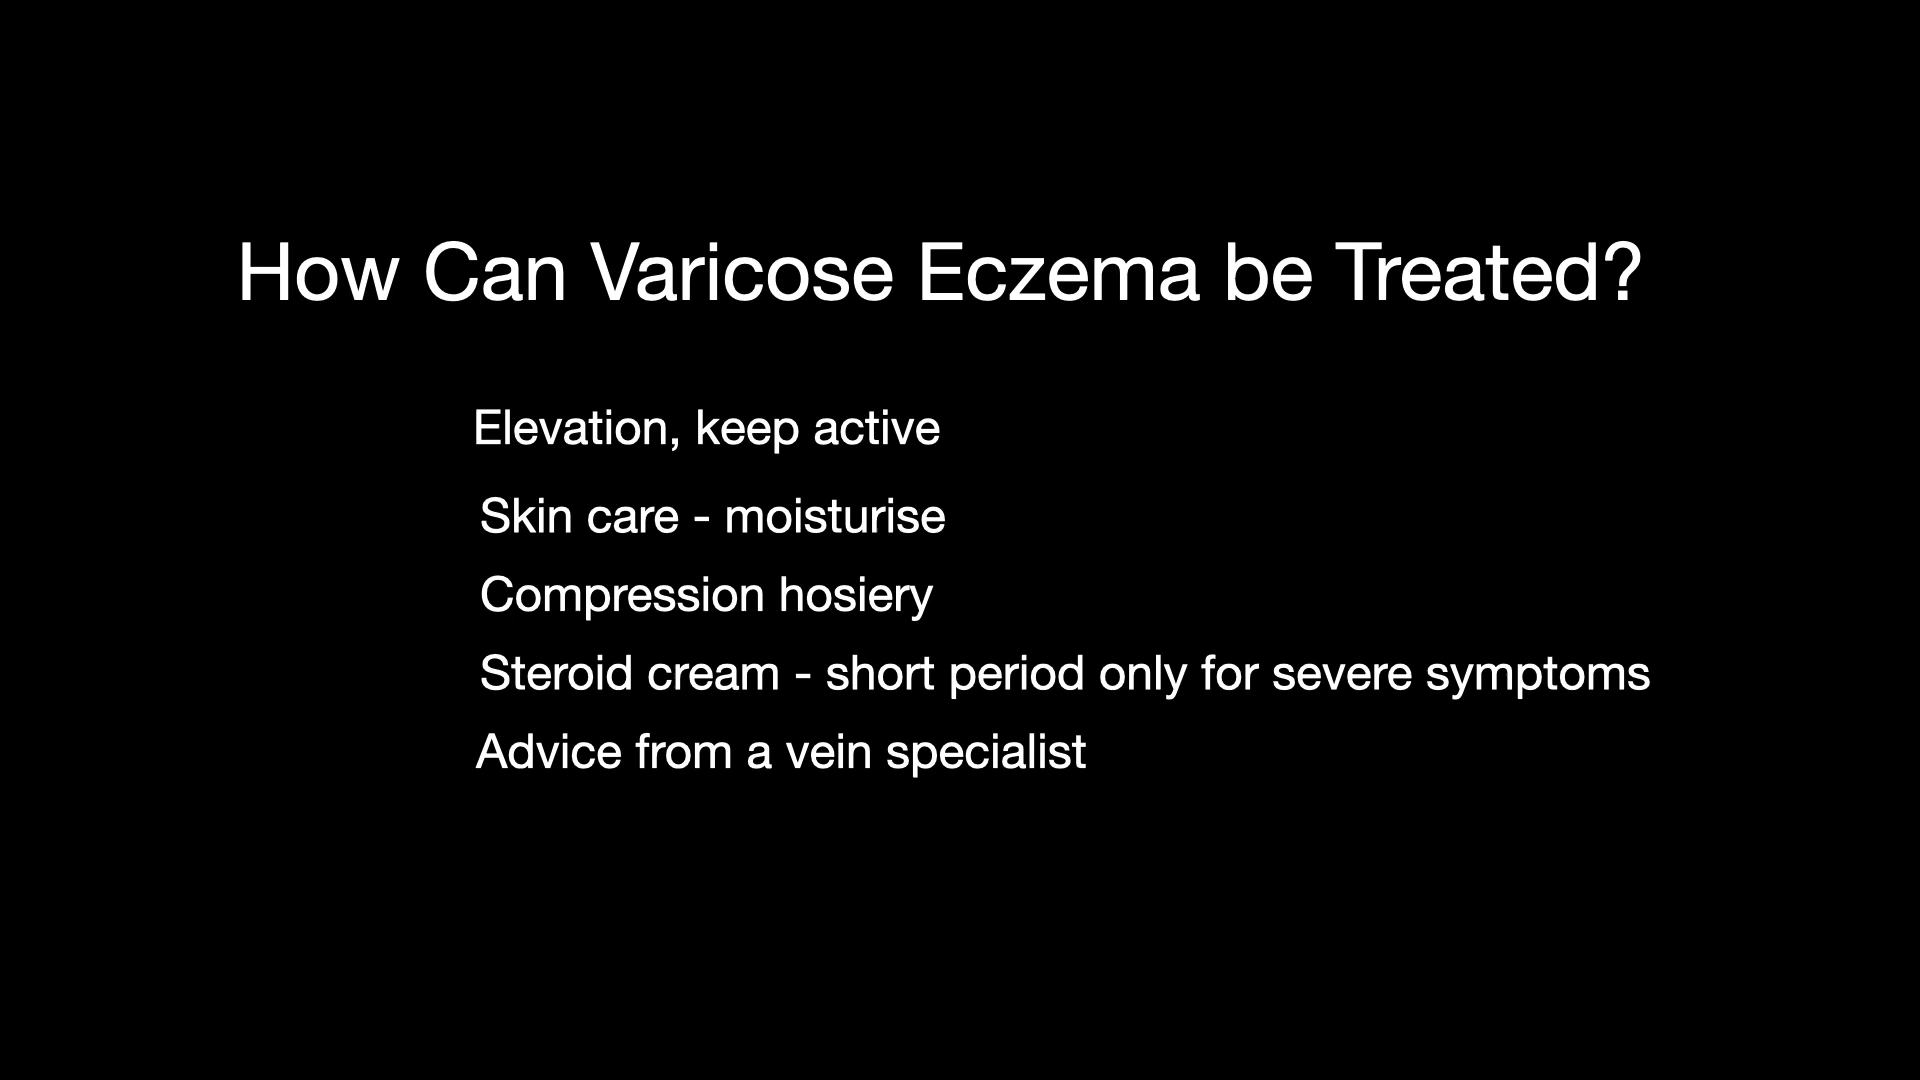 How Can Varicose Eczema be Treated?
Elevation, keep active
Skin care - moisturise
Compression hosiery
Steroid cream - short period only for severe symptoms
Advice from a vein specialist